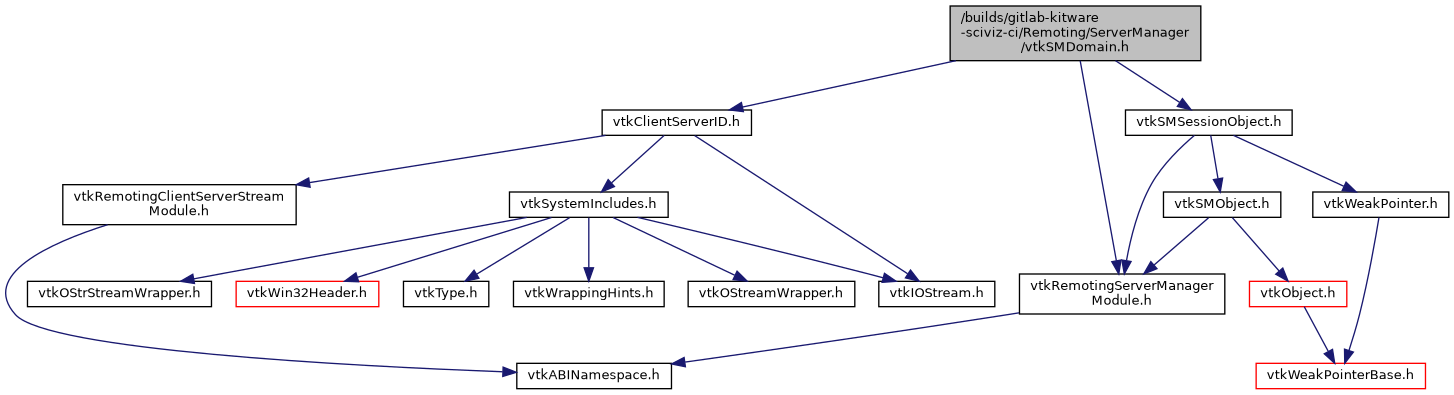 /builds/gitlab-kitware
-sciviz-ci/Remoting/ServerManager
/vtkSMDomain.h
vtkClientServerID.h
vtkSMSessionObject.h
vtkRemotingClientServerStream
Module.h
vtkSystemIncludes.h
vtkSMObject.h
vtkWeakPointer.h
vtkOStrStreamWrapper.h
vtkWin32Header.h
vtkType.h
vtkWrappingHints.h
vtkOStreamWrapper.h
vtkIOStream.h
vtkRemotingServerManager
Module.h
vtkObject.h
vtkABINamespace.h
vtkWeakPointerBase.h